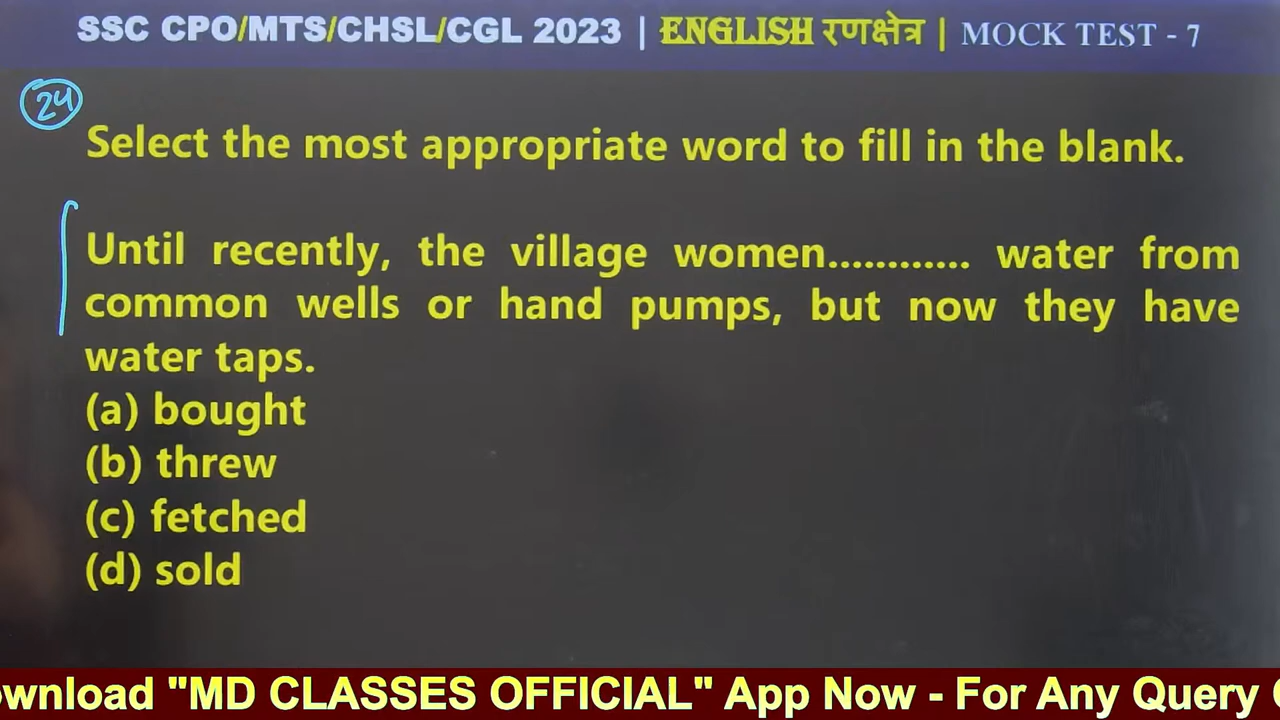 SSC CPO/MTS/CHSL/CGL 2023 | ENGLISH रणक्षेत्र | MOCK TEST - 7
24
Select the most appropriate word to fill in the blank.
Until recently, the village women............ water from
common wells or hand pumps, but now they have
water taps.
(a) bought
(b) threw
(c) fetched
(d) sold
ownload "MD CLASSES OFFICIAL" App Now - For Any Query